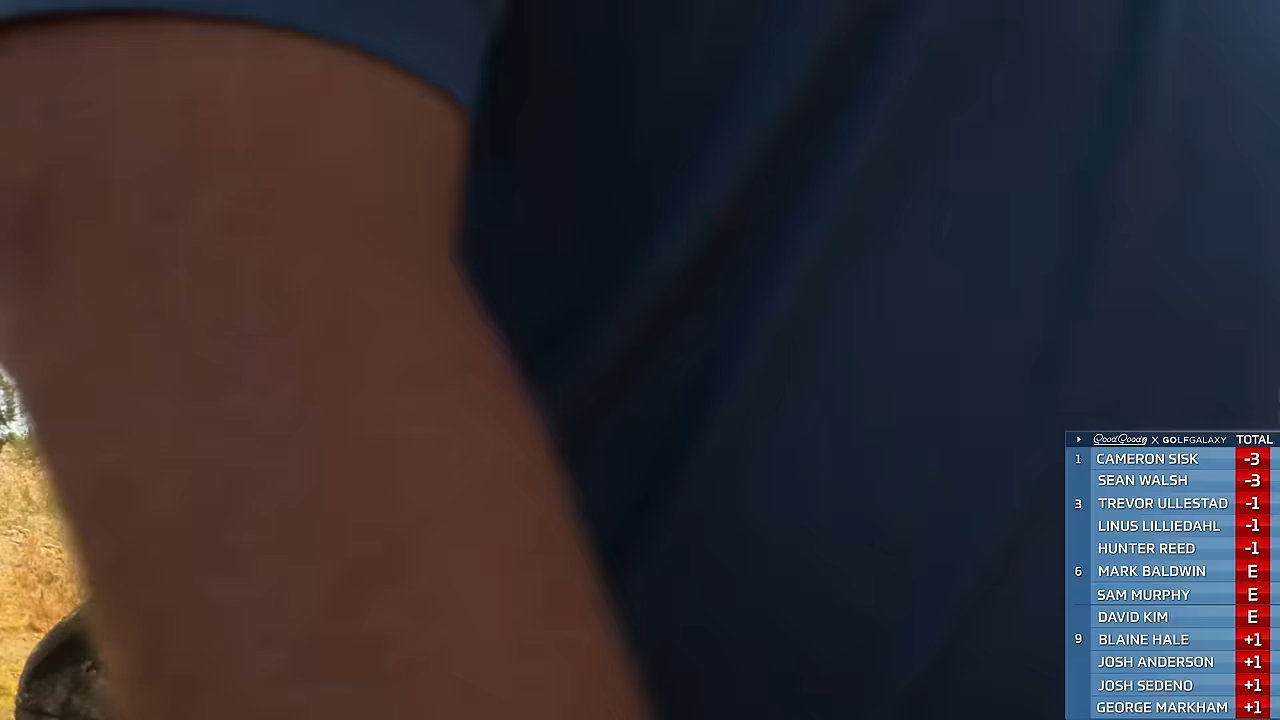 Good Good X GOLFGALAXY TOTAL
1 CAMERON SISK -3
SEAN WALSH -3
3 TREVOR ULLESTAD -1
LINUS LILLIEDAHL -1
HUNTER REED -1
6 MARK BALDWIN E
SAM MURPHY E
DAVID KIM E
9 BLAINE HALE +1
JOSH ANDERSON +1
JOSH SEDENO +1
GEORGE MARKHAM +1